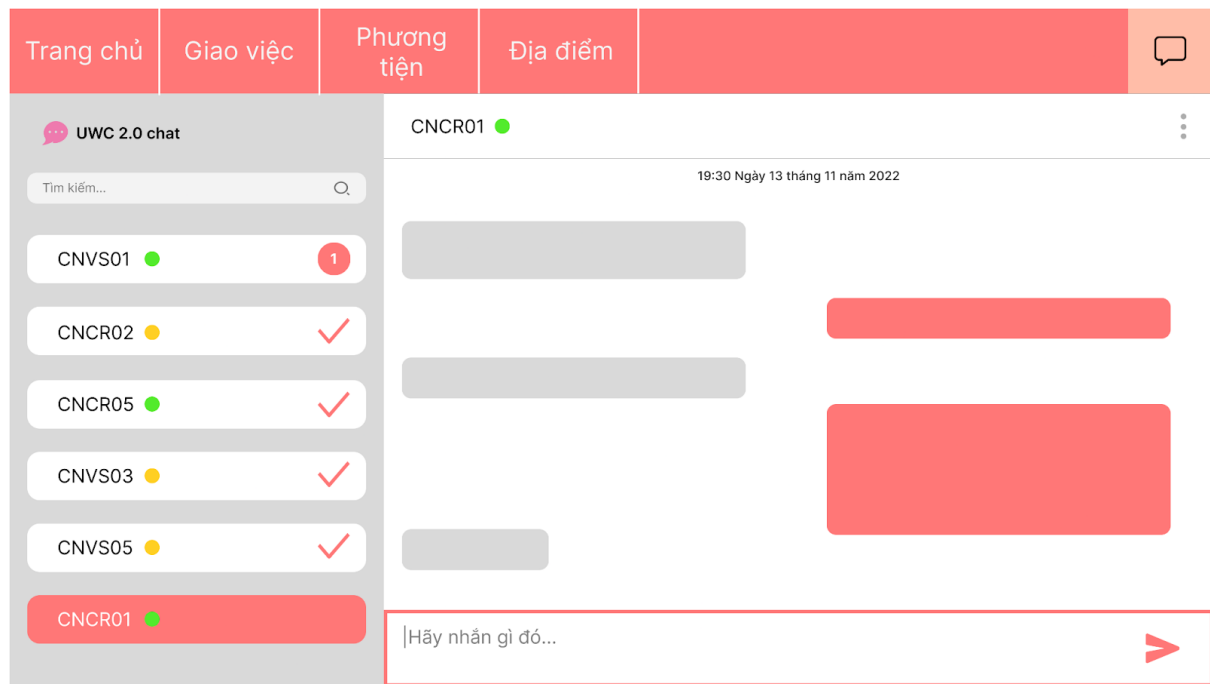 Trang chủ
Giao việc
Phương
tiện
Địa điểm
UWC 2.0 chat
Tìm kiếm...
CNVS01
1
CNCR02
CNCR05
CNVS03
CNVS05
CNCR01
CNCR01
19:30 Ngày 13 tháng 11 năm 2022
Hãy nhắn gì đó...